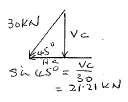 30KN
Vc
45°
Hc
Sin 45° = Vc/30
= 21.21 KN